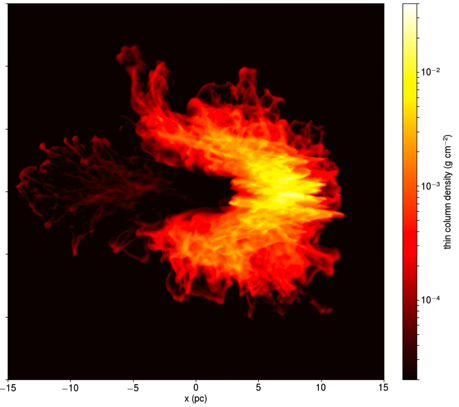 10⁻²
10⁻³
10⁻⁴
thin column density (g cm⁻²)
−15 −10 −5 0 5 10 15
x (pc)